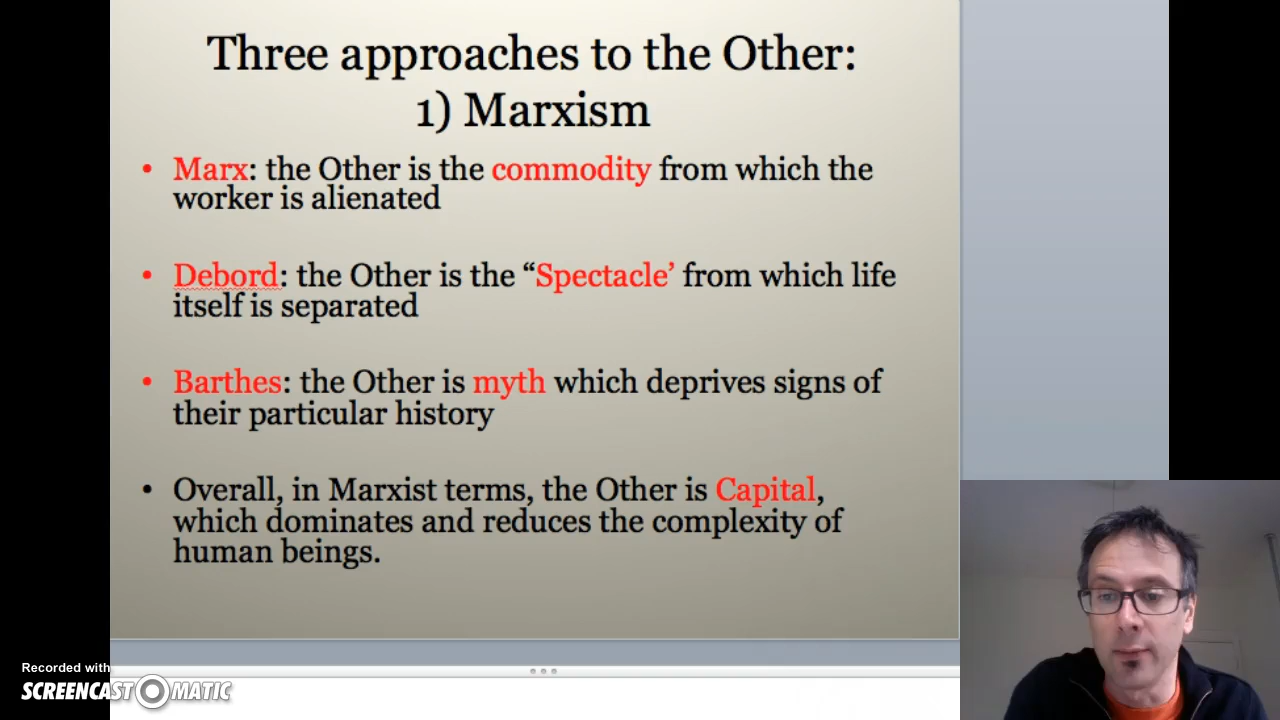 Three approaches to the Other:
1) Marxism
• Marx: the Other is the commodity from which the
worker is alienated
• Debord: the Other is the “Spectacle’ from which life
itself is separated
• Barthes: the Other is myth which deprives signs of
their particular history
• Overall, in Marxist terms, the Other is Capital,
which dominates and reduces the complexity of
human beings.
Recorded with
SCREENCAST-O-MATIC